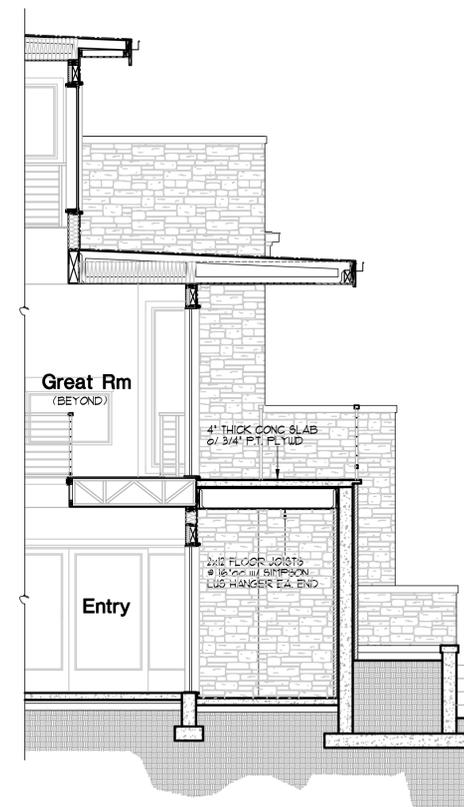 Great Rm
(BEYOND)
4" THICK CONC SLAB
o/ 3/4" P.T. PLYWD
2x12 FLOOR JOISTS
@ 16"oc w/ SIMPSON
LUS HANGER EA. END
Entry